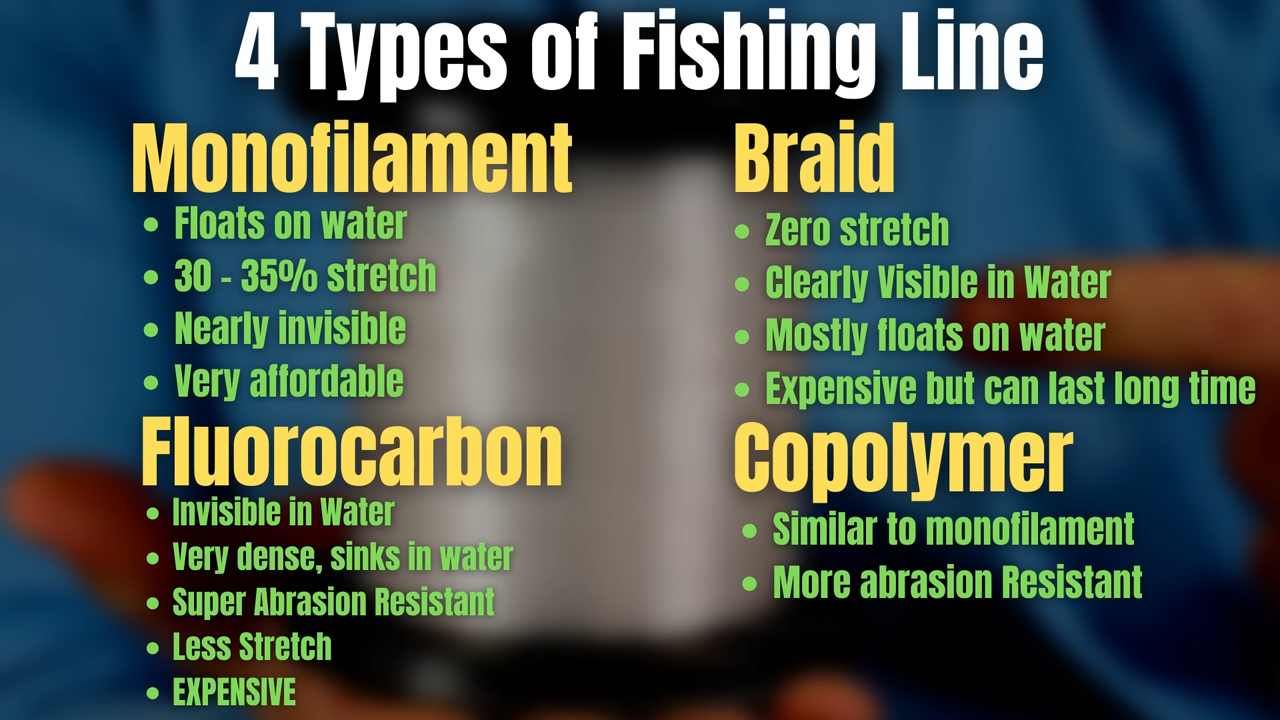 4 Types of Fishing Line
Monofilament
• Floats on water
• 30 - 35% stretch
• Nearly invisible
• Very affordable
Braid
• Zero stretch
• Clearly Visible in Water
• Mostly floats on water
• Expensive but can last long time
Fluorocarbon
• Invisible in Water
• Very dense, sinks in water
• Super Abrasion Resistant
• Less Stretch
• EXPENSIVE
Copolymer
• Similar to monofilament
• More abrasion Resistant